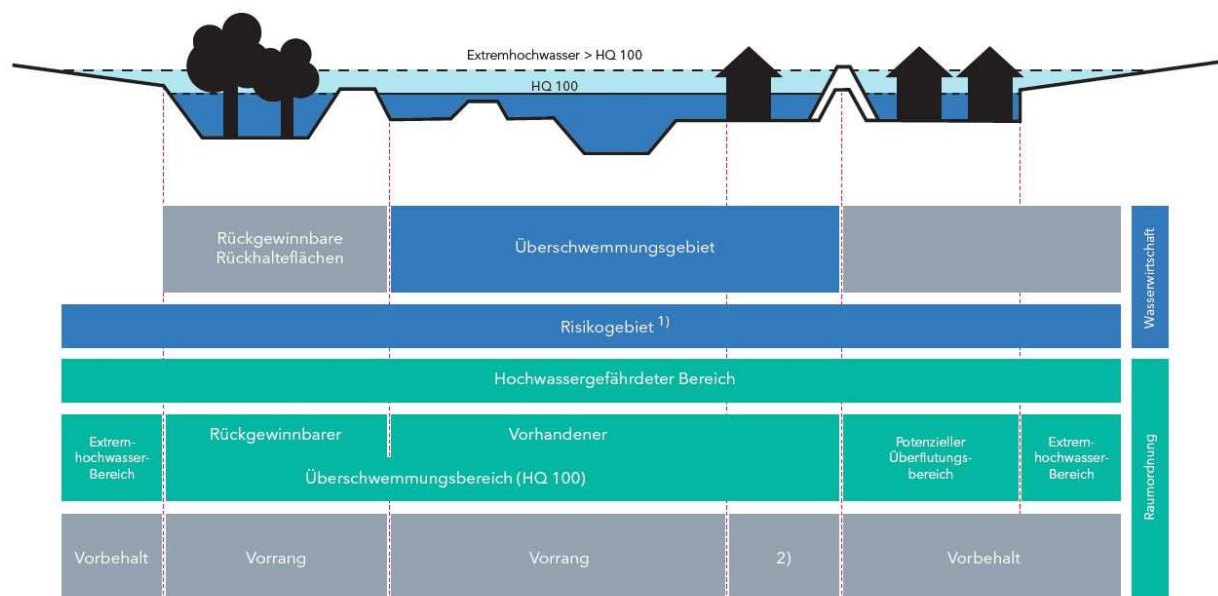 Extremhochwasser > HQ 100
HQ 100
Rückgewinnbare
Rückhalteflächen
Überschwemmungsgebiet
Wasserwirtschaft
Risikogebiet 1)
Hochwassergefährdeter Bereich
Extrem-
hochwasser-
Bereich
Rückgewinnbarer
Vorhandener
Überschwemmungsbereich (HQ 100)
Potenzieller
Überflutungs-
bereich
Extrem-
hochwasser-
Bereich
Raumordnung
Vorbehalt
Vorrang
Vorrang
2)
Vorbehalt